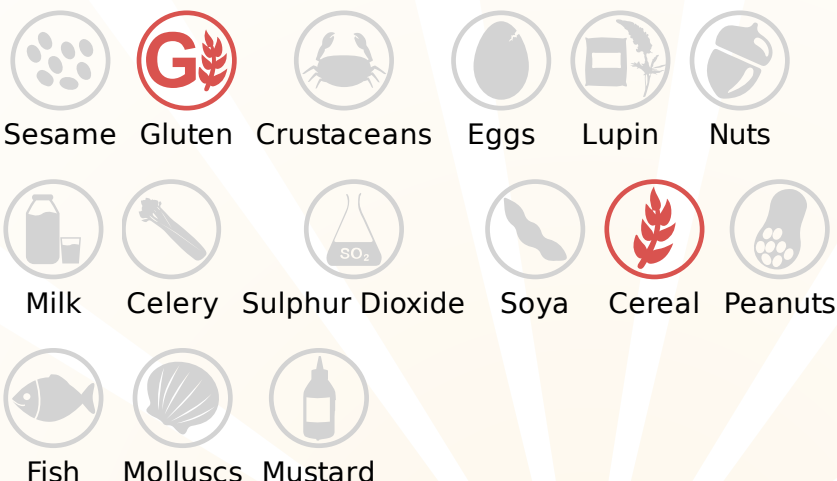 G
Sesame Gluten Crustaceans Eggs Lupin Nuts
SO₂
Milk Celery Sulphur Dioxide Soya Cereal Peanuts
Fish Molluscs Mustard